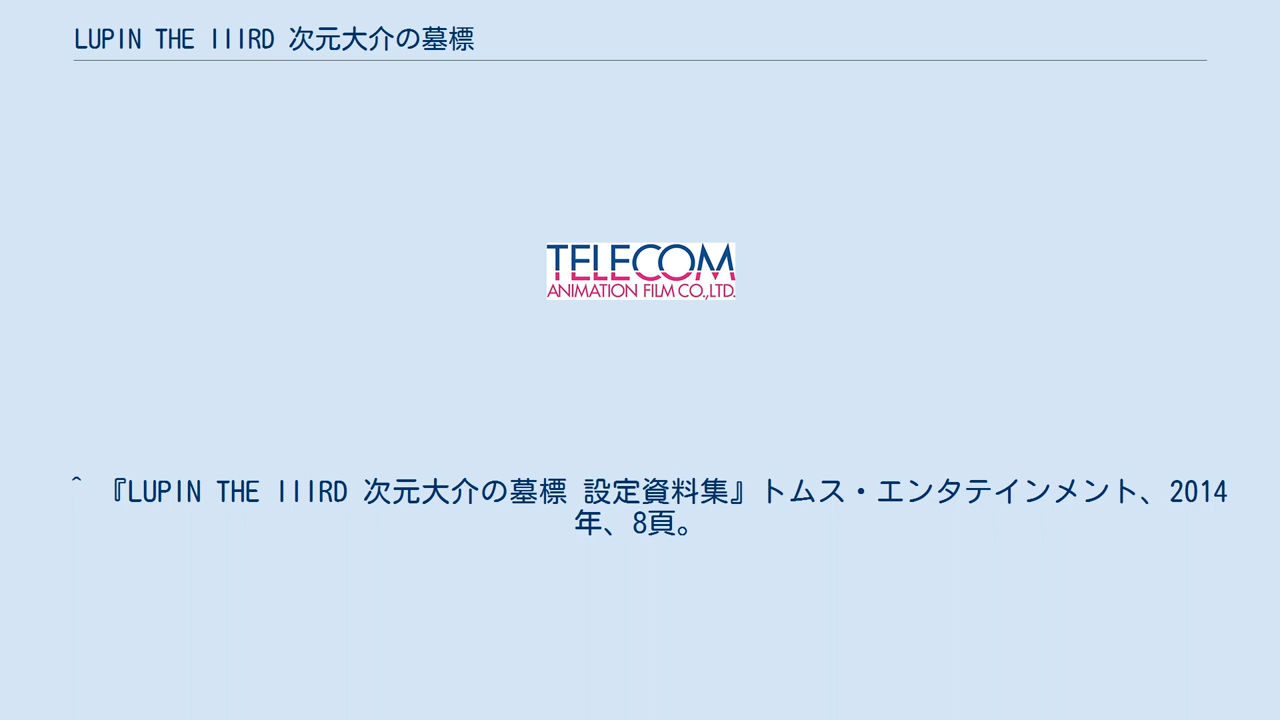 LUPIN THE IIIRD 次元大介の墓標
TELECOM
ANIMATION FILM CO.,LTD.
^ 『LUPIN THE IIIRD 次元大介の墓標 設定資料集』トムス・エンタテインメント、2014
年、8頁。